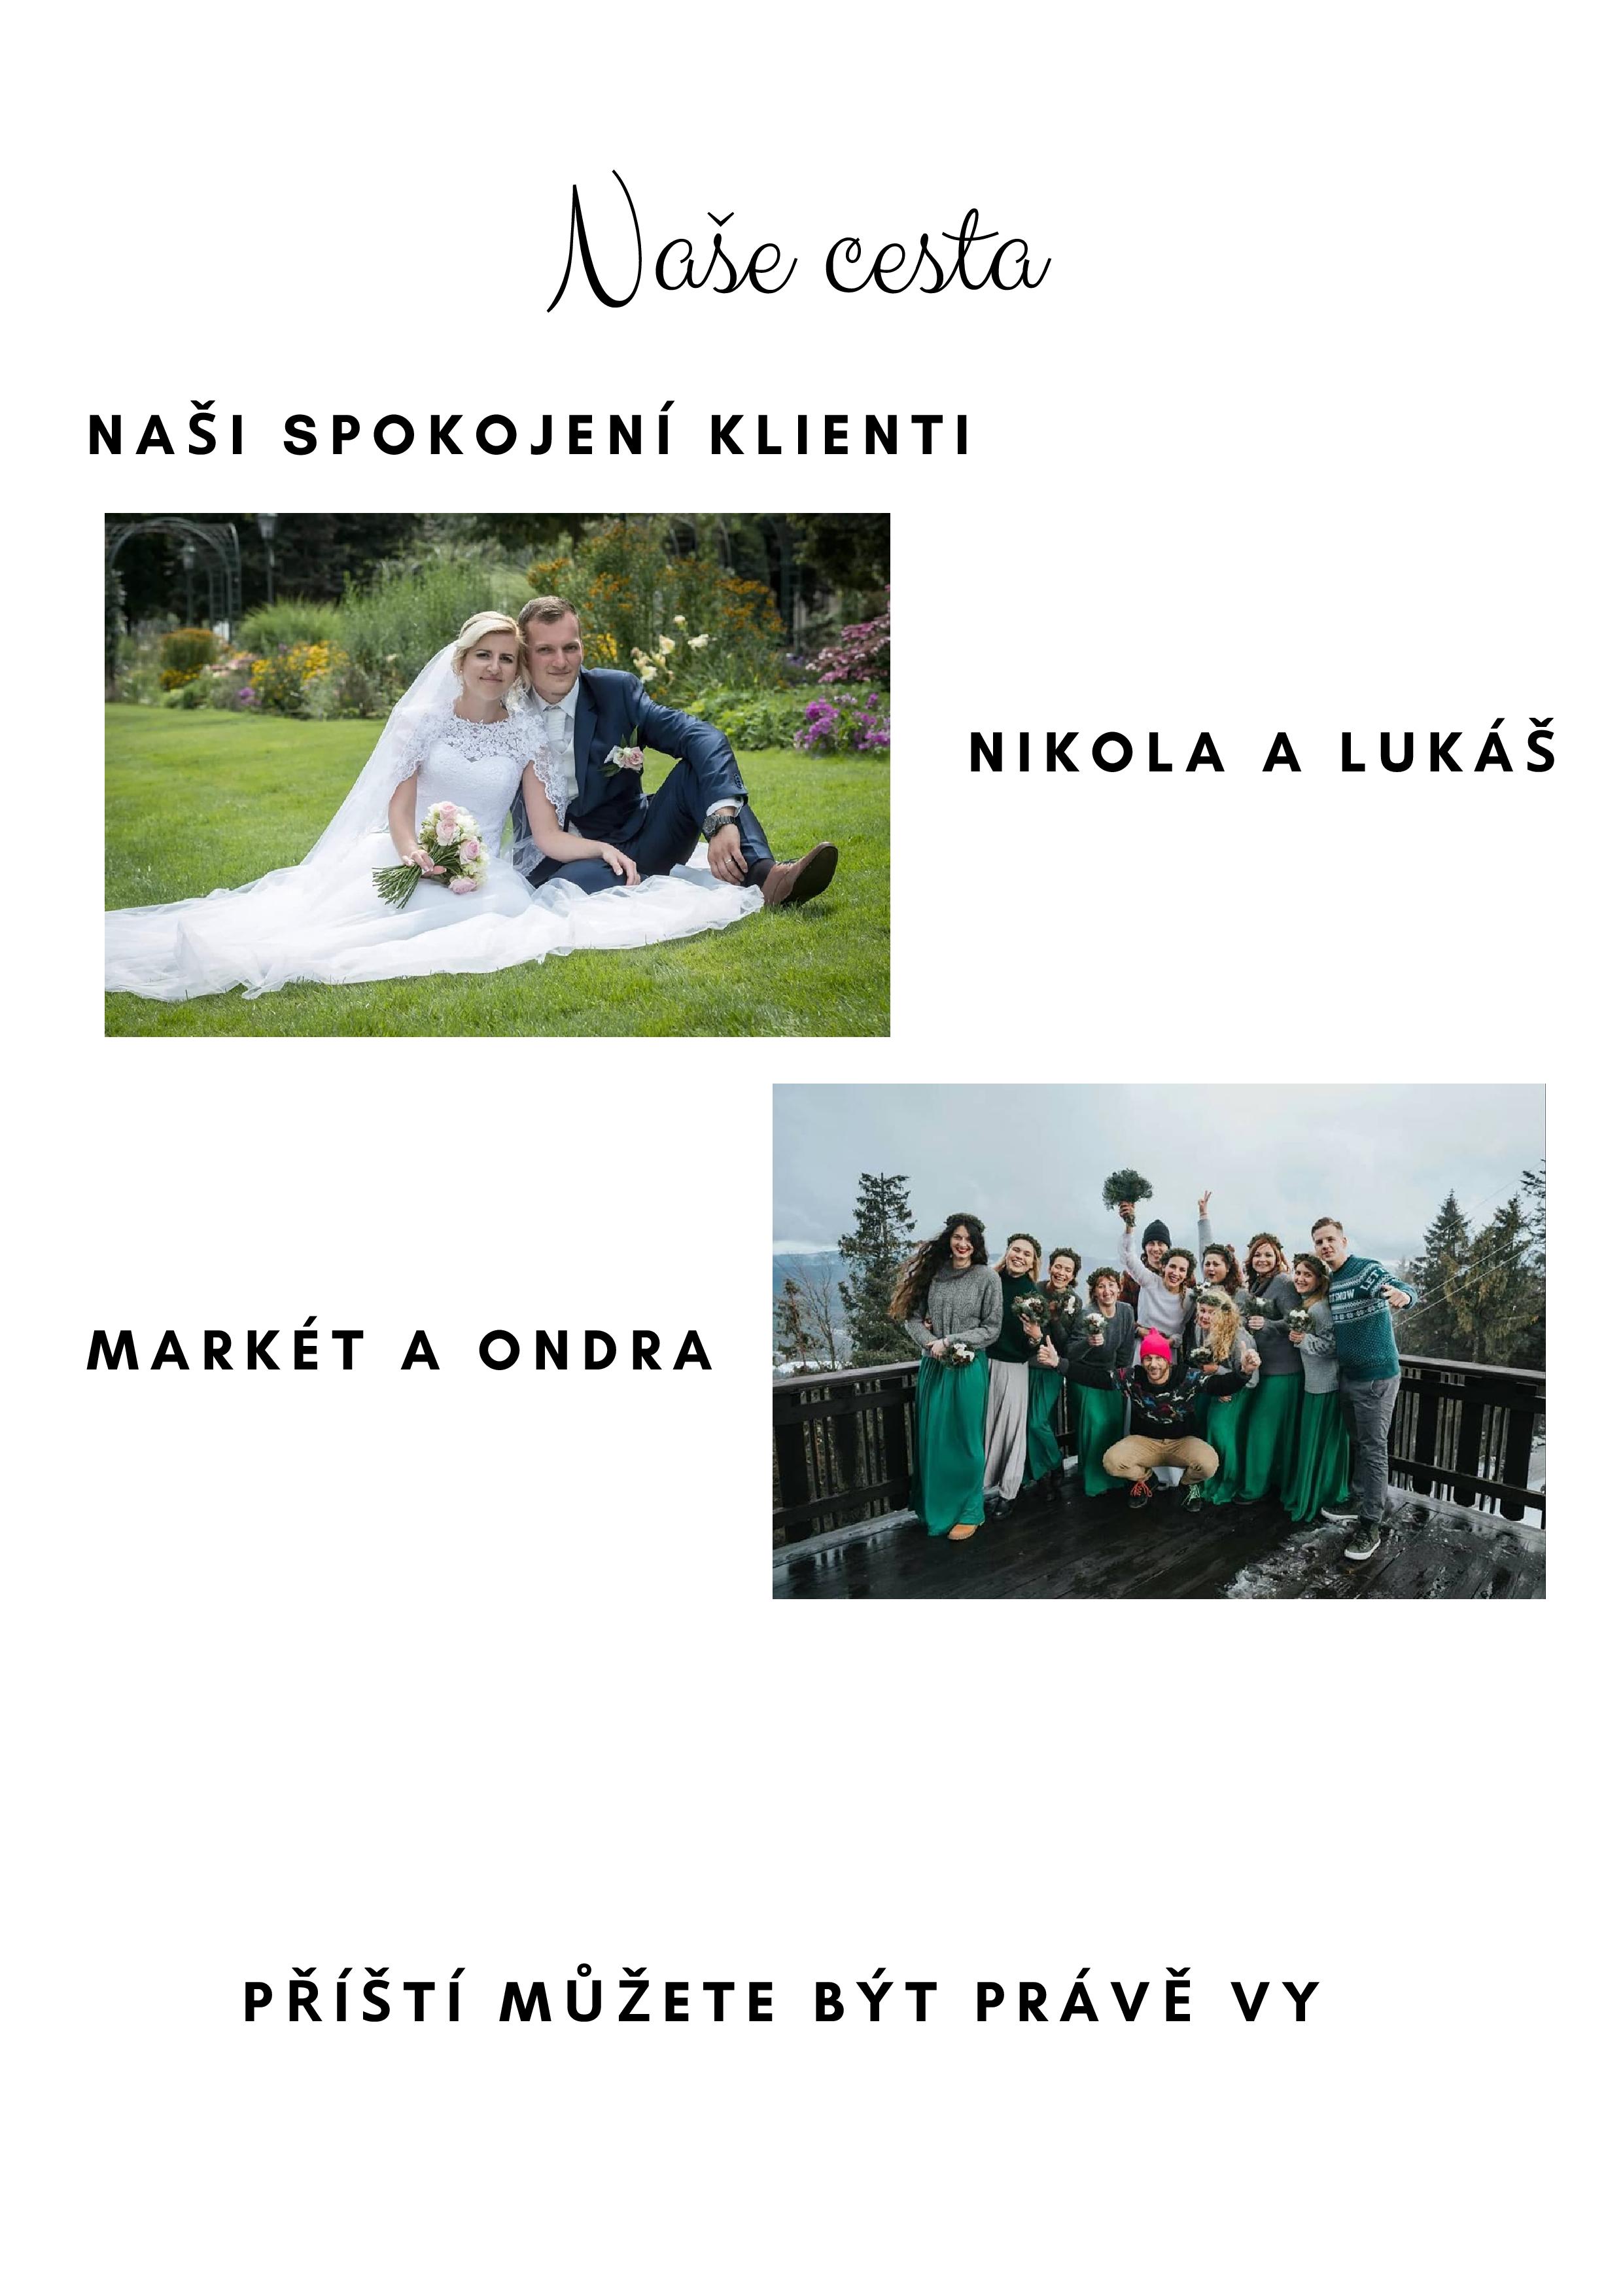 Naše cesta
NAŠI SPOKOJENÍ KLIENTI
NIKOLA A LUKÁŠ
MARKÉT A ONDRA
PŘÍŠTÍ MŮŽETE BÝT PRÁVĚ VY